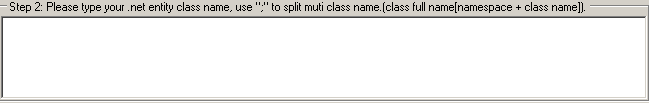 Step 2: Please type your .net entity class name, use ";" to split muti class name.(class full name[namespace + class name]).